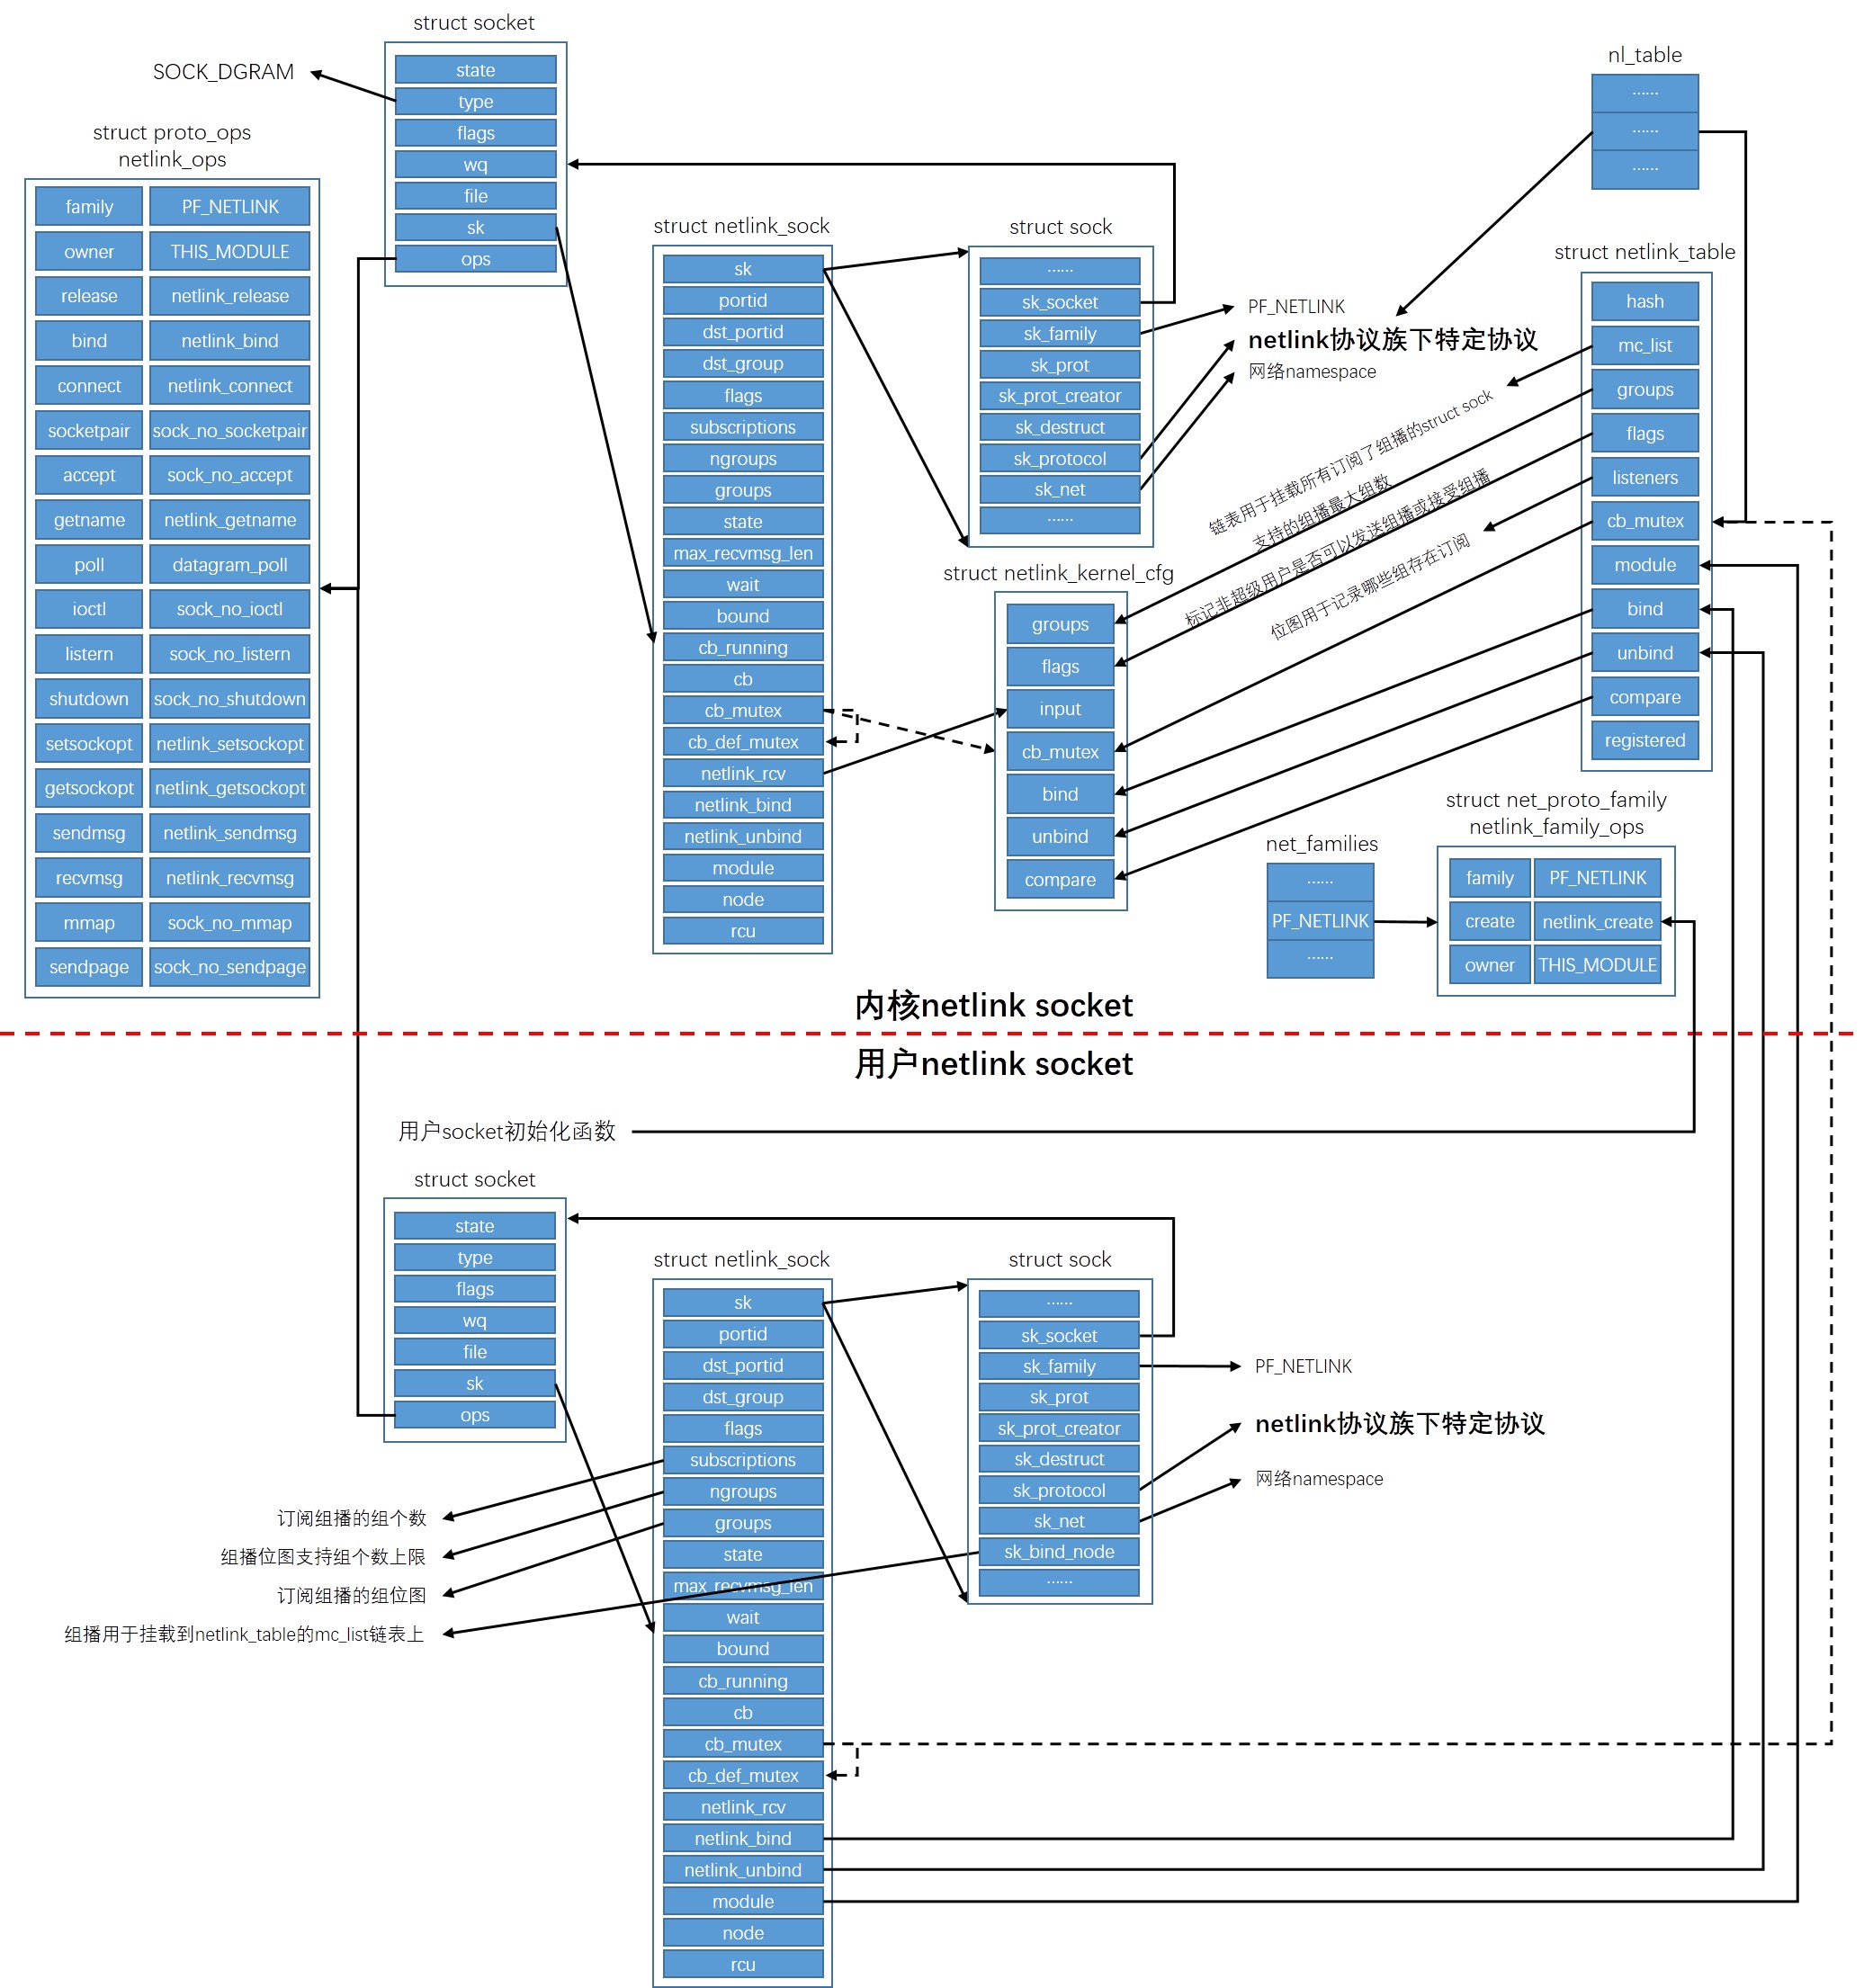 struct socket
state
SOCK_DGRAM
type
flags
wq
file
sk
ops
struct proto_ops
netlink_ops
family PF_NETLINK
owner THIS_MODULE
release netlink_release
bind netlink_bind
connect netlink_connect
socketpair sock_no_socketpair
accept sock_no_accept
getname netlink_getname
poll datagram_poll
ioctl sock_no_ioctl
listern sock_no_listern
shutdown sock_no_shutdown
setsockopt netlink_setsockopt
getsockopt netlink_getsockopt
sendmsg netlink_sendmsg
recvmsg netlink_recvmsg
mmap sock_no_mmap
sendpage sock_no_sendpage
struct netlink_sock
sk
portid
dst_portid
dst_group
flags
subscriptions
ngroups
groups
state
max_recvmsg_len
wait
bound
cb_running
cb
cb_mutex
cb_def_mutex
netlink_rcv
netlink_bind
netlink_unbind
module
node
rcu
struct sock
……
sk_socket
sk_family
sk_prot
sk_prot_creator
sk_destruct
sk_protocol
sk_net
……
PF_NETLINK
netlink协议族下特定协议
网络namespace
nl_table
……
……
……
struct netlink_table
hash
mc_list
groups
flags
listeners
cb_mutex
module
bind
unbind
compare
registered
链表用于挂载所有订阅了组播的struct sock
支持的组播最大组数
标记非超级用户是否可以发送组播或接受组播
位图用于记录哪些组存在订阅
struct netlink_kernel_cfg
groups
flags
input
cb_mutex
bind
unbind
compare
net_families
……
PF_NETLINK
……
struct net_proto_family
netlink_family_ops
family PF_NETLINK
create netlink_create
owner THIS_MODULE
内核netlink socket
用户netlink socket
用户socket初始化函数
struct socket
state
type
flags
wq
file
sk
ops
struct netlink_sock
sk
portid
dst_portid
dst_group
flags
subscriptions
ngroups
groups
state
max_recvmsg_len
wait
bound
cb_running
cb
cb_mutex
cb_def_mutex
netlink_rcv
netlink_bind
netlink_unbind
module
node
rcu
struct sock
……
sk_socket
sk_family
sk_prot
sk_prot_creator
sk_destruct
sk_protocol
sk_net
sk_bind_node
……
PF_NETLINK
netlink协议族下特定协议
网络namespace
订阅组播的组个数
组播位图支持组个数上限
订阅组播的组位图
组播用于挂载到netlink_table的mc_list链表上